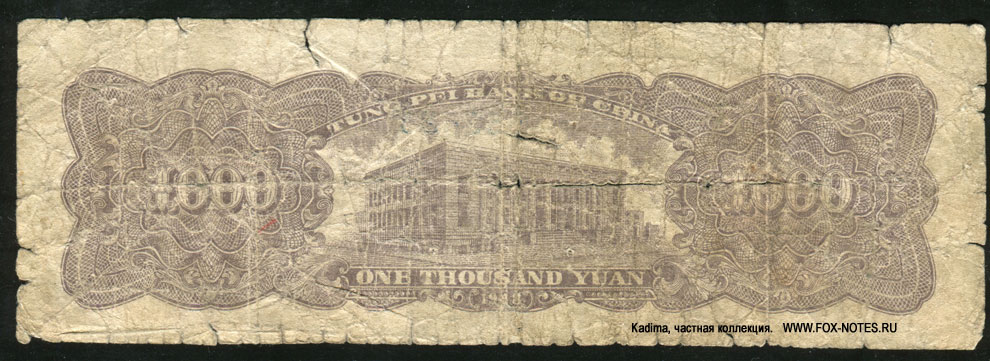 TUNG PEI BANK OF CHINA
1000 1000
ONE THOUSAND YUAN
Kadima, частная коллекция. WWW.FOX-NOTES.RU